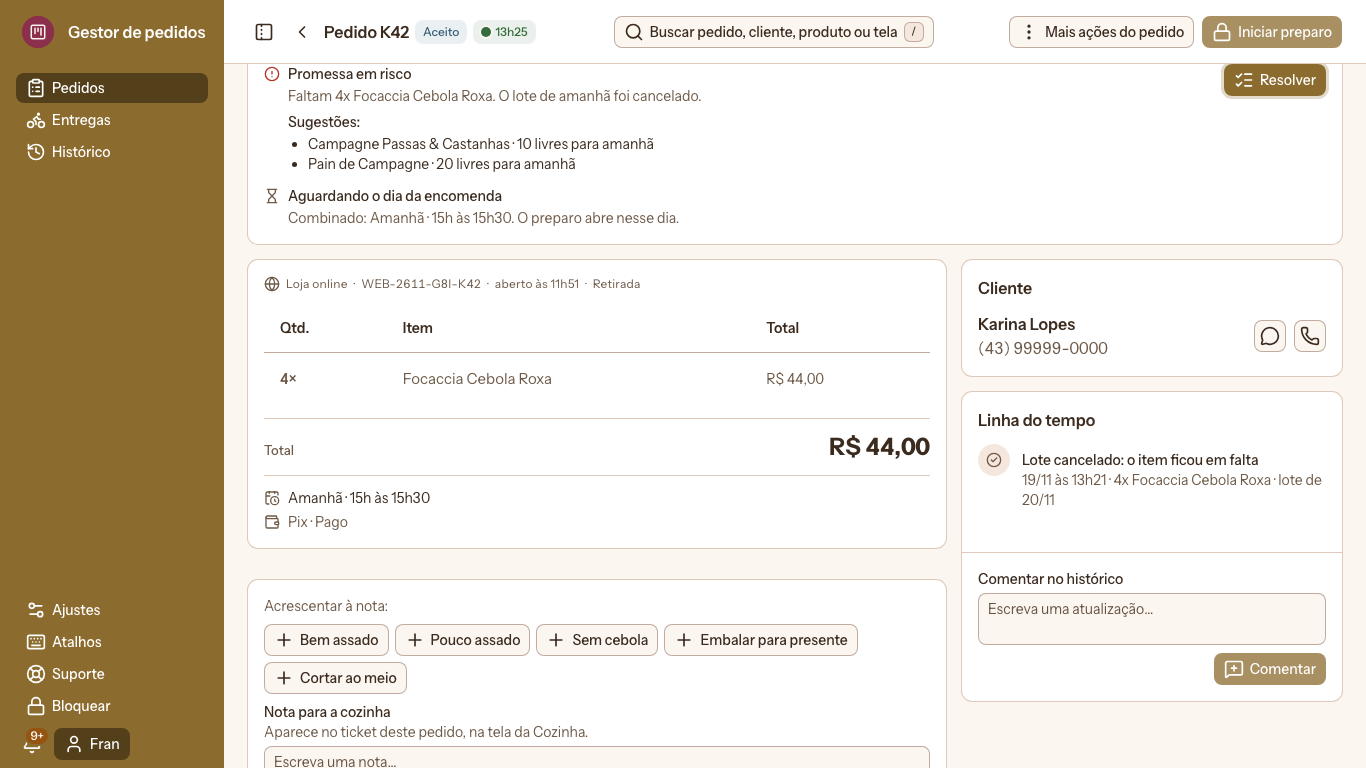 Gestor de pedidos
Pedidos
Entregas
Histórico
Ajustes
Atalhos
Suporte
Bloquear
9+
Fran
Pedido K42
Aceito
13h25
Buscar pedido, cliente, produto ou tela
/
Mais ações do pedido
Iniciar preparo
Promessa em risco
Faltam 4x Focaccia Cebola Roxa. O lote de amanhã foi cancelado.
Resolver
Sugestões:
Campagne Passas & Castanhas · 10 livres para amanhã
Pain de Campagne · 20 livres para amanhã
Aguardando o dia da encomenda
Combinado: Amanhã · 15h às 15h30. O preparo abre nesse dia.
Loja online · WEB-2611-G8I-K42 · aberto às 11h51 · Retirada
Qtd. Item Total
4× Focaccia Cebola Roxa R$ 44,00
Total R$ 44,00
Amanhã · 15h às 15h30
Pix · Pago
Acrescentar à nota:
Bem assado
Pouco assado
Sem cebola
Embalar para presente
Cortar ao meio
Nota para a cozinha
Aparece no ticket deste pedido, na tela da Cozinha.
Escreva uma nota...
Cliente
Karina Lopes
(43) 99999-0000
Linha do tempo
Lote cancelado: o item ficou em falta
19/11 às 13h21 · 4x Focaccia Cebola Roxa · lote de
20/11
Comentar no histórico
Escreva uma atualização...
Comentar